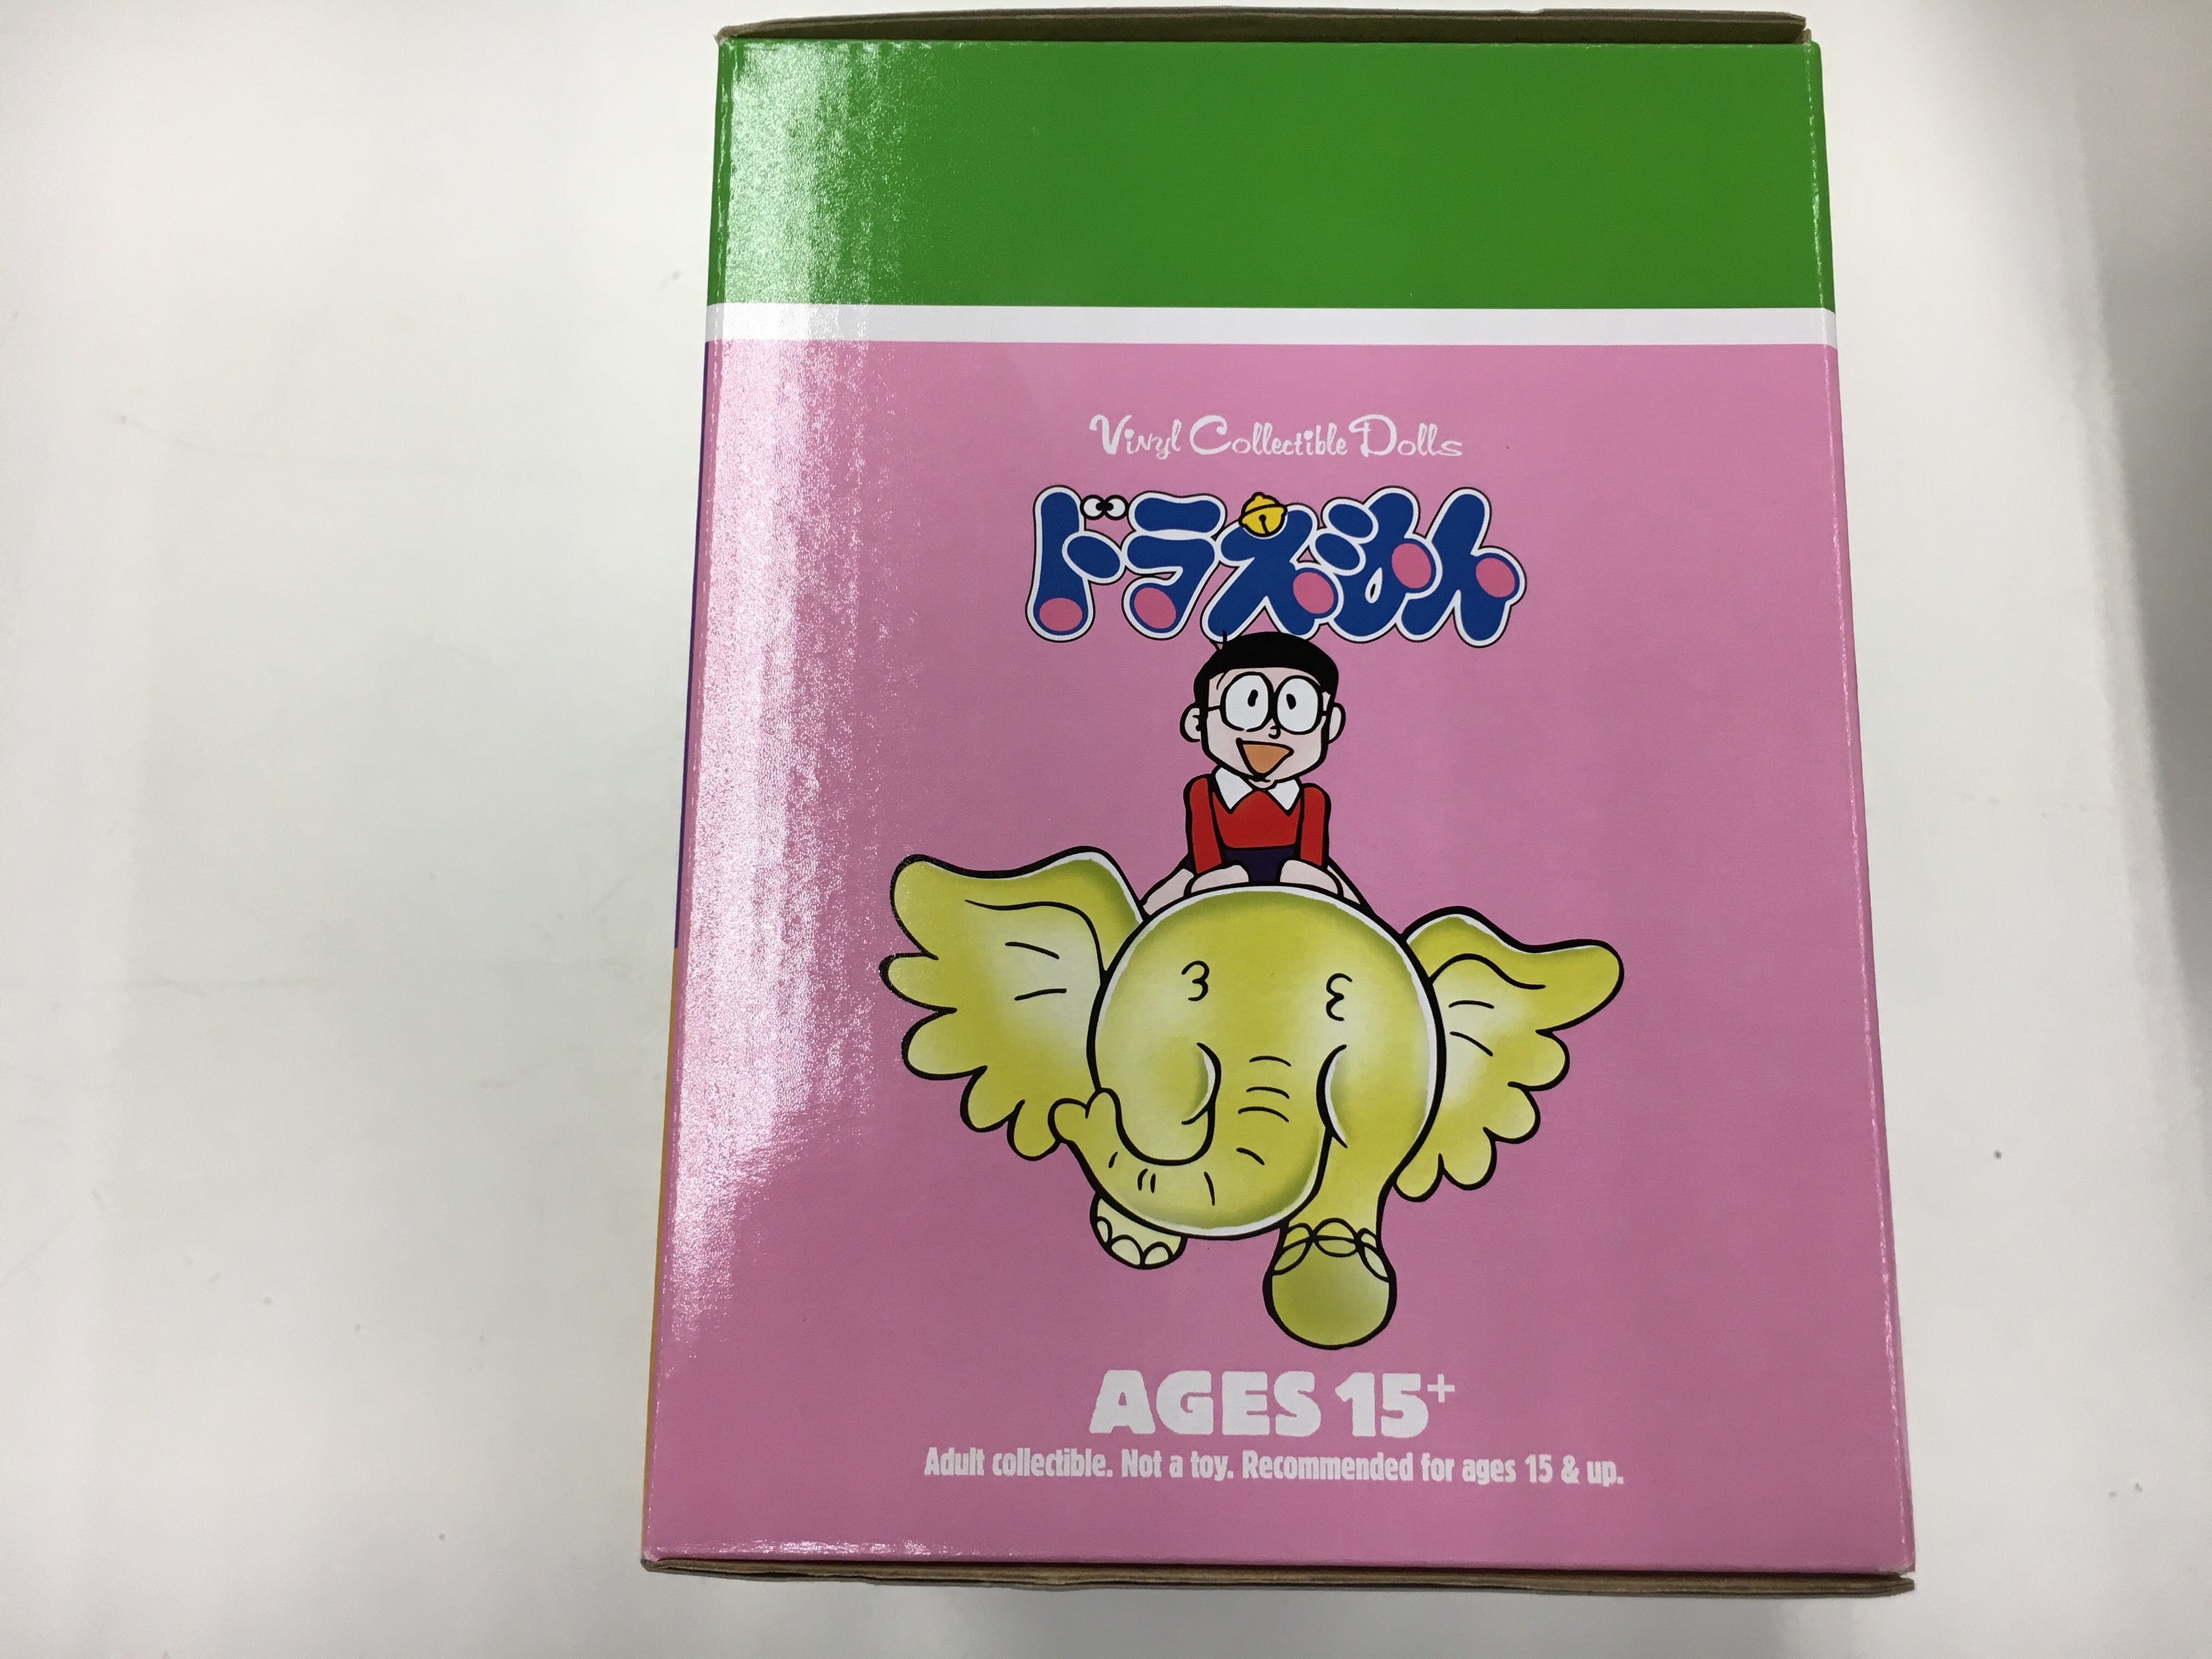 Vinyl Collectible Dolls
ドラえもん
AGES 15+
Adult collectible. Not a toy. Recommended for ages 15 & up.